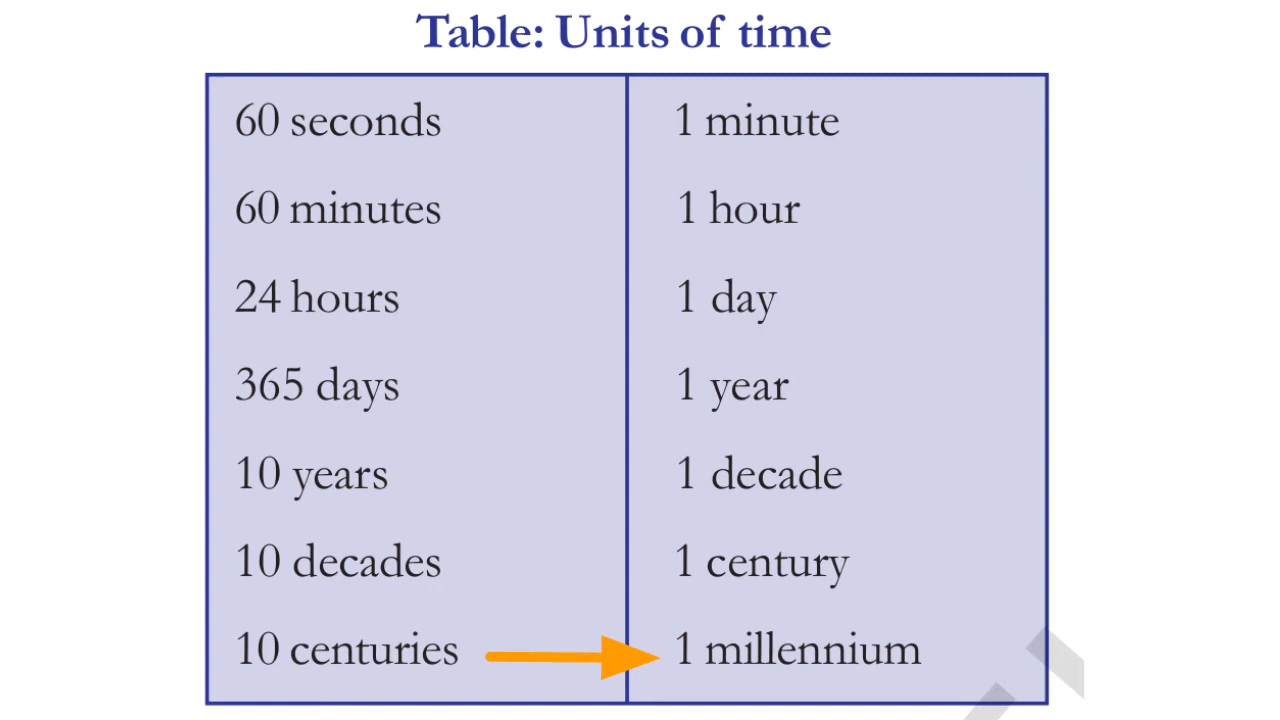 Table: Units of time
60 seconds 1 minute
60 minutes 1 hour
24 hours 1 day
365 days 1 year
10 years 1 decade
10 decades 1 century
10 centuries 1 millennium